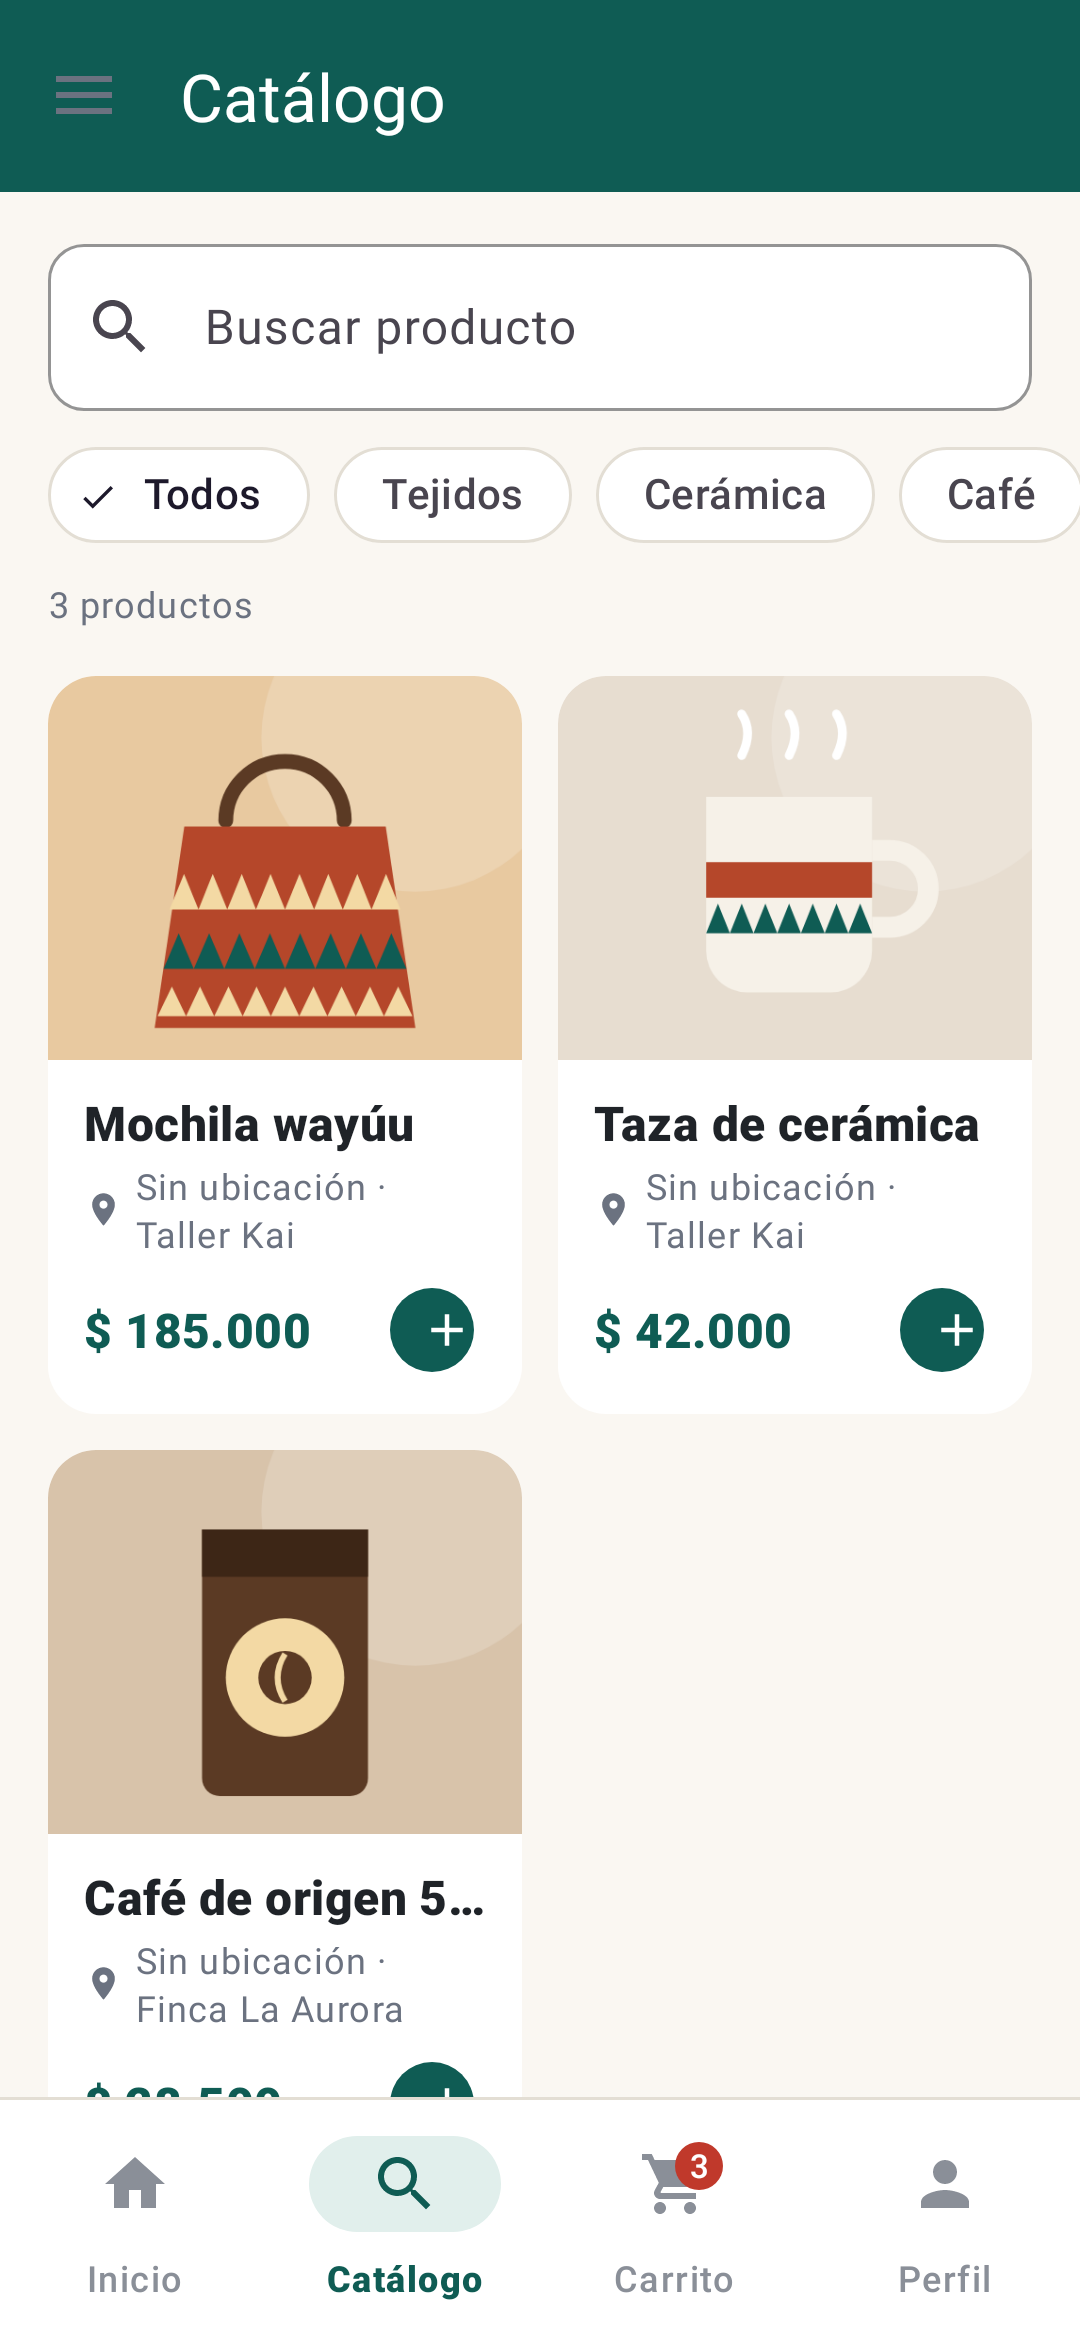 Catálogo
Buscar producto
Todos
Tejidos
Cerámica
Café
3 productos
Mochila wayúu
Sin ubicación ·
Taller Kai
$ 185.000
Taza de cerámica
Sin ubicación ·
Taller Kai
$ 42.000
Café de origen 5…
Sin ubicación ·
Finca La Aurora
3
Inicio
Catálogo
Carrito
Perfil